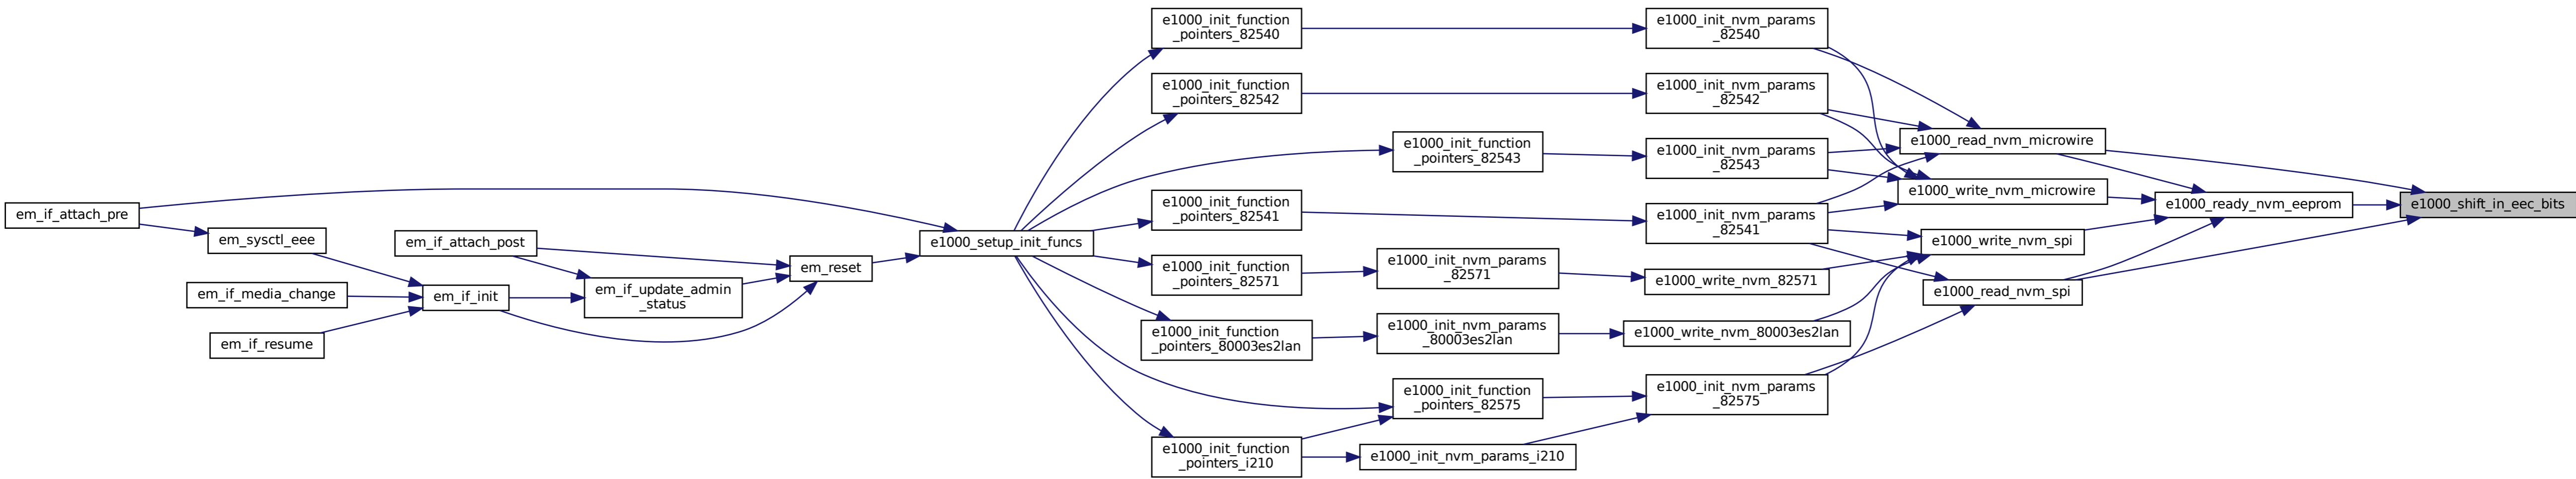 em_if_attach_pre
em_sysctl_eee
em_if_media_change
em_if_resume
em_if_attach_post
em_if_init
em_if_update_admin
_status
em_reset
e1000_setup_init_funcs
e1000_init_function
_pointers_82540
e1000_init_function
_pointers_82542
e1000_init_function
_pointers_82543
e1000_init_function
_pointers_82541
e1000_init_function
_pointers_82571
e1000_init_function
_pointers_80003es2lan
e1000_init_function
_pointers_82575
e1000_init_function
_pointers_i210
e1000_init_nvm_params
_82571
e1000_init_nvm_params
_80003es2lan
e1000_init_nvm_params_i210
e1000_init_nvm_params
_82540
e1000_init_nvm_params
_82542
e1000_init_nvm_params
_82543
e1000_init_nvm_params
_82541
e1000_write_nvm_82571
e1000_write_nvm_80003es2lan
e1000_init_nvm_params
_82575
e1000_read_nvm_microwire
e1000_write_nvm_microwire
e1000_write_nvm_spi
e1000_read_nvm_spi
e1000_ready_nvm_eeprom
e1000_shift_in_eec_bits